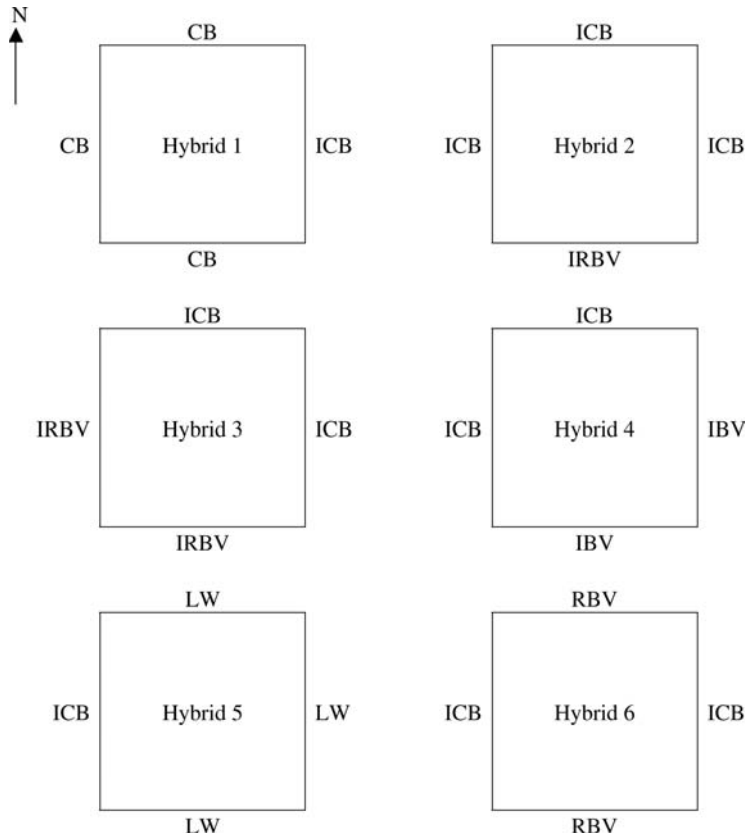 N
CB
ICB
CB
Hybrid 1
ICB
ICB
Hybrid 2
ICB
CB
IRBV
ICB
ICB
IRBV
Hybrid 3
ICB
ICB
Hybrid 4
IBV
IRBV
IBV
LW
RBV
ICB
Hybrid 5
LW
ICB
Hybrid 6
ICB
LW
RBV